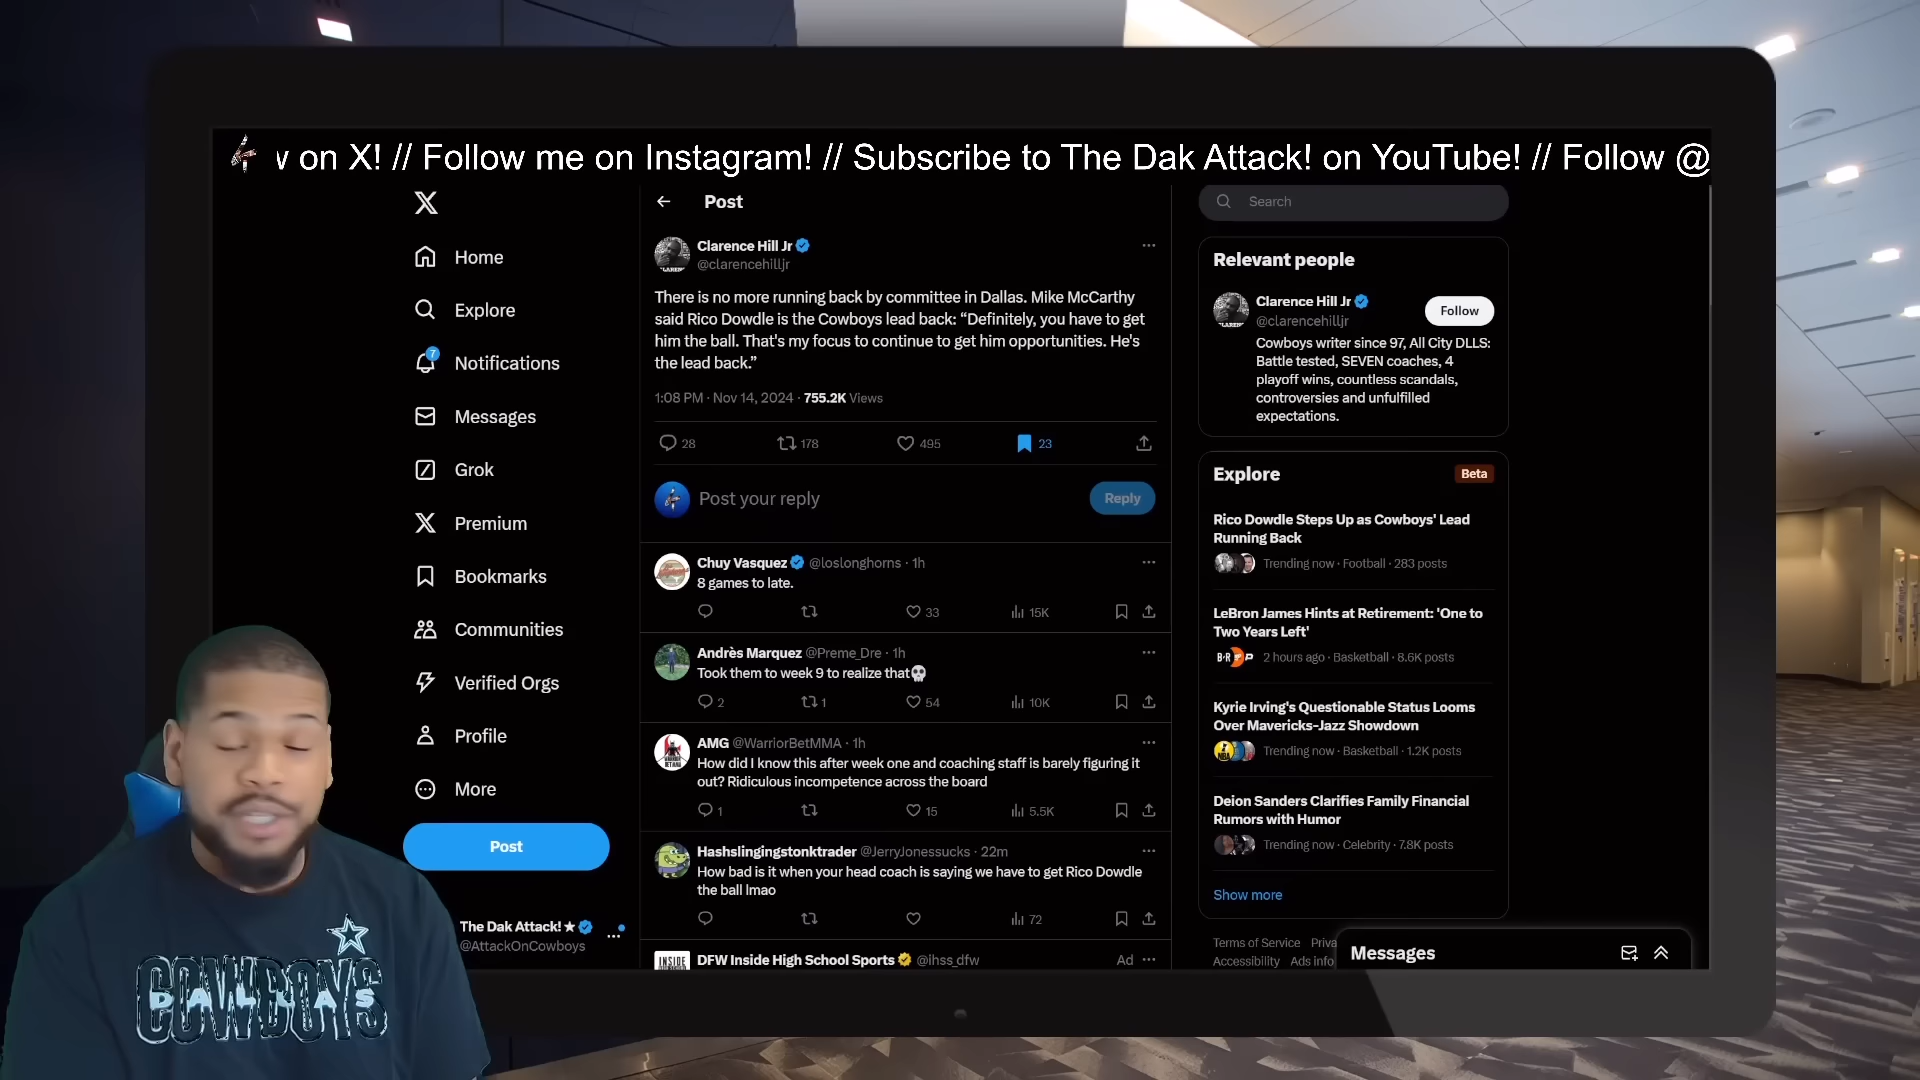 v on X! // Follow me on Instagram! // Subscribe to The Dak Attack! on YouTube! // Follow @
Home
Explore
7
Notifications
Messages
Grok
Premium
Bookmarks
Communities
Verified Orgs
Profile
More
Post
The Dak Attack!
@AttackOnCowboys
Post
Clarence Hill Jr
@clarencehilljr
There is no more running back by committee in Dallas. Mike McCarthy
said Rico Dowdle is the Cowboys lead back: “Definitely, you have to get
him the ball. That's my focus to continue to get him opportunities. He's
the lead back.”
1:08 PM · Nov 14, 2024 · 755.2K Views
28 178 495 23
Post your reply
Reply
Chuy Vasquez @loslonghorns · 1h
8 games to late.
33 15K
Andrès Marquez @Preme_Dre · 1h
Took them to week 9 to realize that💀
2 1 54 10K
AMG @WarriorBetMMA · 1h
How did I know this after week one and coaching staff is barely figuring it
out? Ridiculous incompetence across the board
1 15 5.5K
Hashslingingstonktrader @JerryJonessucks · 22m
How bad is it when your head coach is saying we have to get Rico Dowdle
the ball lmao
72
INSIDE
DFW Inside High School Sports @ihss_dfw Ad
Search
Relevant people
Clarence Hill Jr
@clarencehilljr
Follow
Cowboys writer since 97, All City DLLS:
Battle tested, SEVEN coaches, 4
playoff wins, countless scandals,
controversies and unfulfilled
expectations.
Explore
Beta
Rico Dowdle Steps Up as Cowboys' Lead
Running Back
Trending now · Football · 283 posts
LeBron James Hints at Retirement: 'One to
Two Years Left'
2 hours ago · Basketball · 8.6K posts
Kyrie Irving's Questionable Status Looms
Over Mavericks-Jazz Showdown
Trending now · Basketball · 1.2K posts
Deion Sanders Clarifies Family Financial
Rumors with Humor
Trending now · Celebrity · 7.8K posts
Show more
Terms of Service Priva
Accessibility Ads info
Messages
DALLAS
COWBOYS